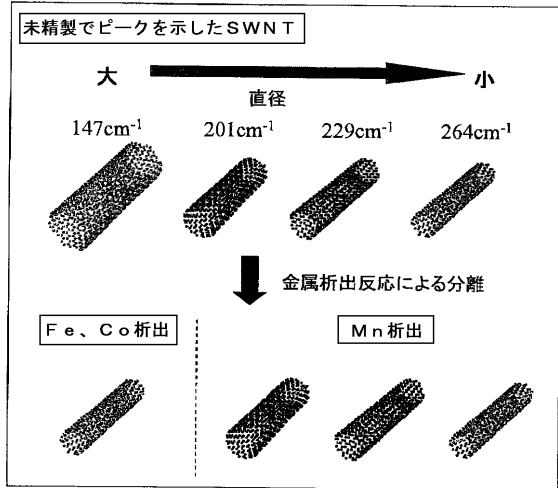 未精製でピークを示したＳＷＮＴ
大 小
直径
147cm⁻¹ 201cm⁻¹ 229cm⁻¹ 264cm⁻¹
金属析出反応による分離
Ｆｅ、Ｃｏ析出 Ｍｎ析出